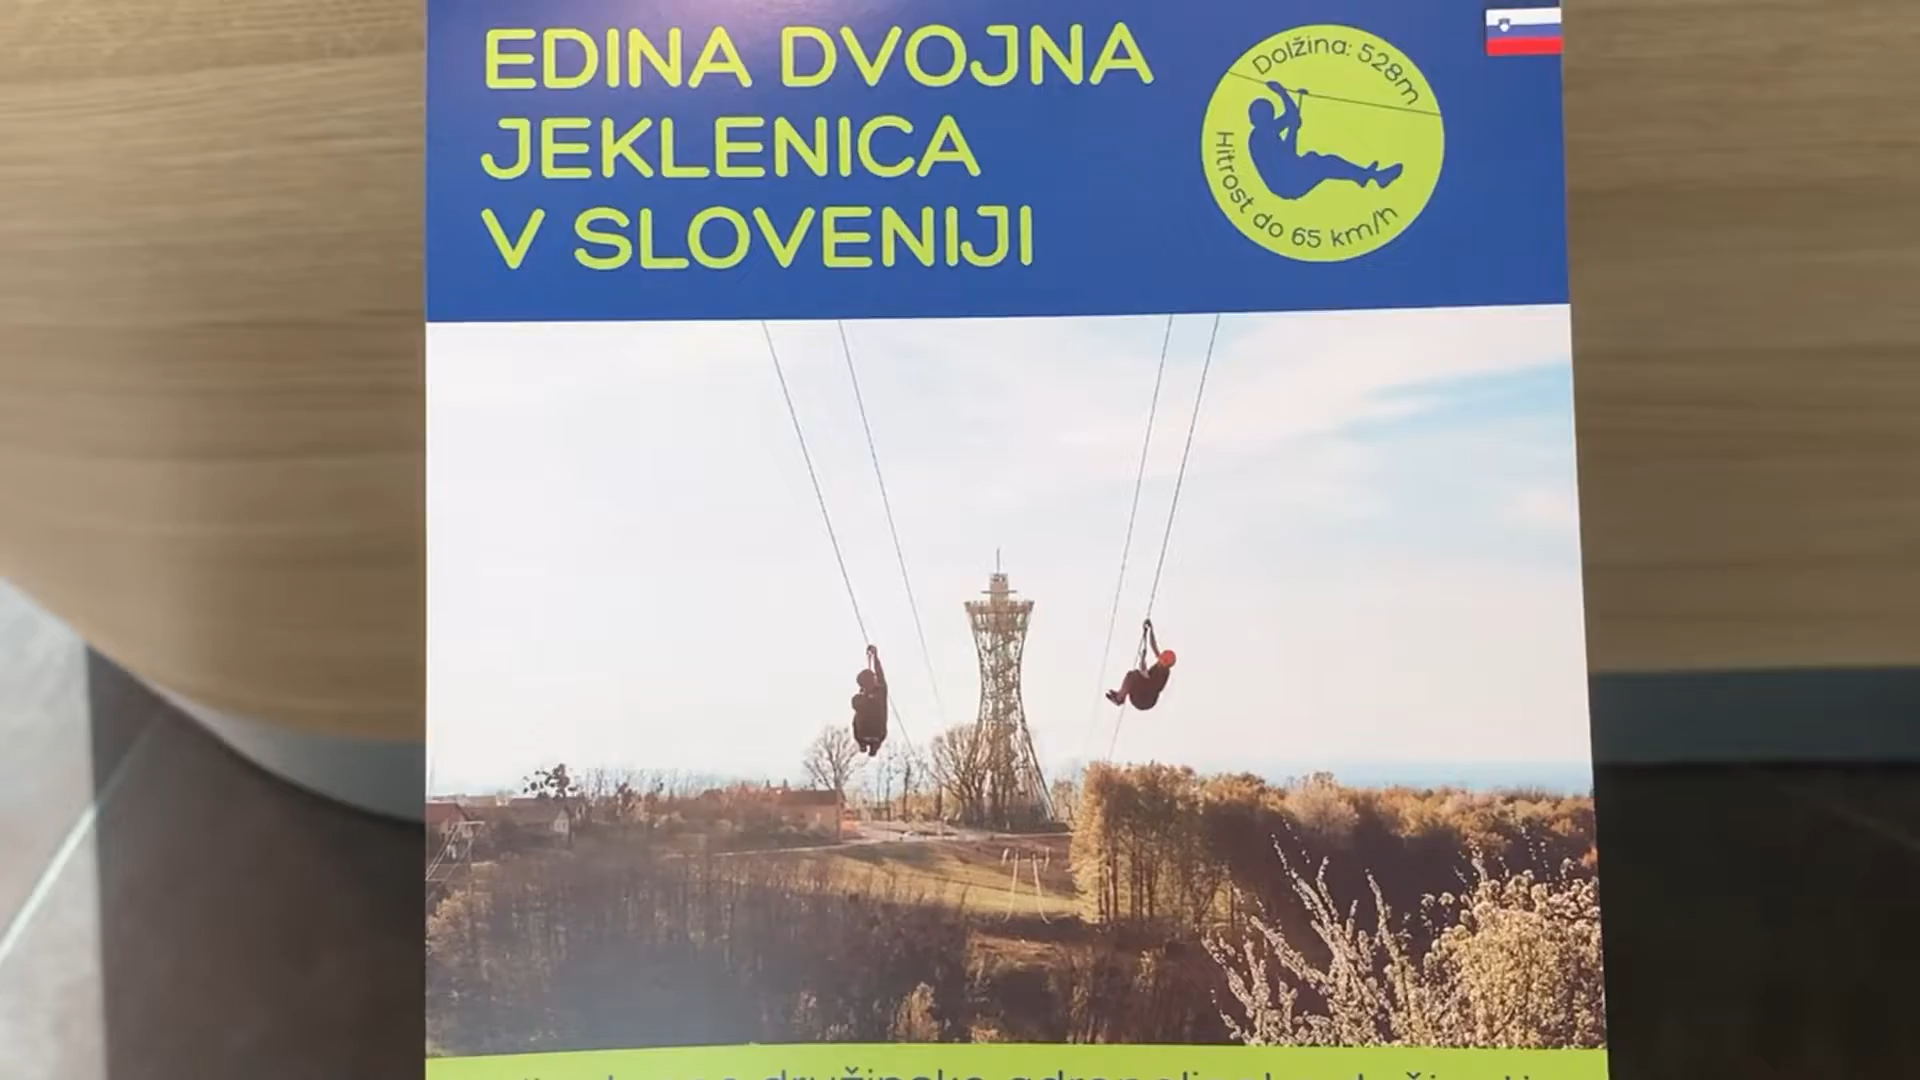 EDINA DVOJNA
JEKLENICA
V SLOVENIJI
Dolžina: 528m
Hitrost do 65 km/h